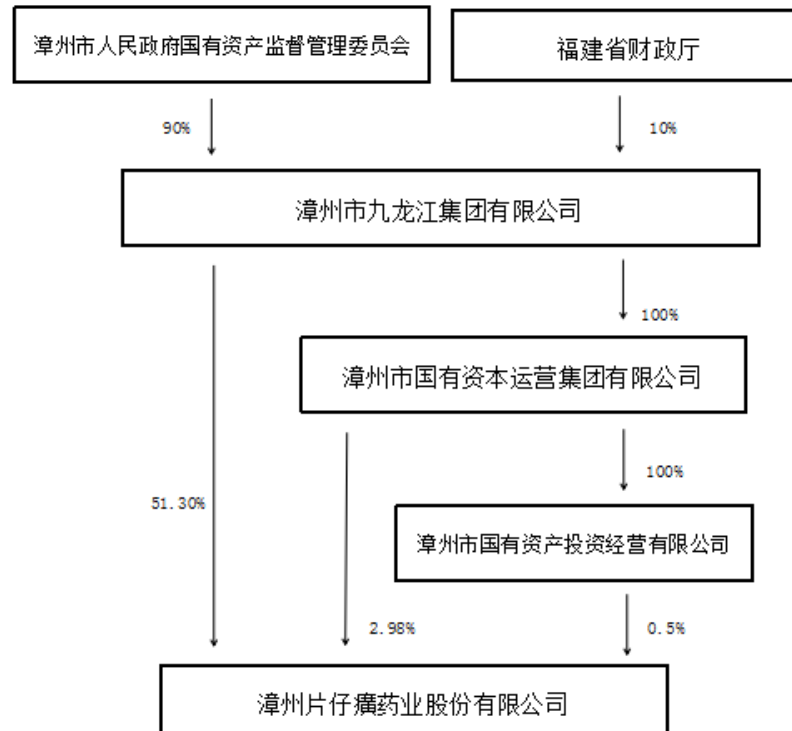 漳州市人民政府国有资产监督管理委员会
福建省财政厅
90%
10%
漳州市九龙江集团有限公司
100%
漳州市国有资本运营集团有限公司
100%
51.30%
漳州市国有资产投资经营有限公司
2.98%
0.5%
漳州片仔癀药业股份有限公司